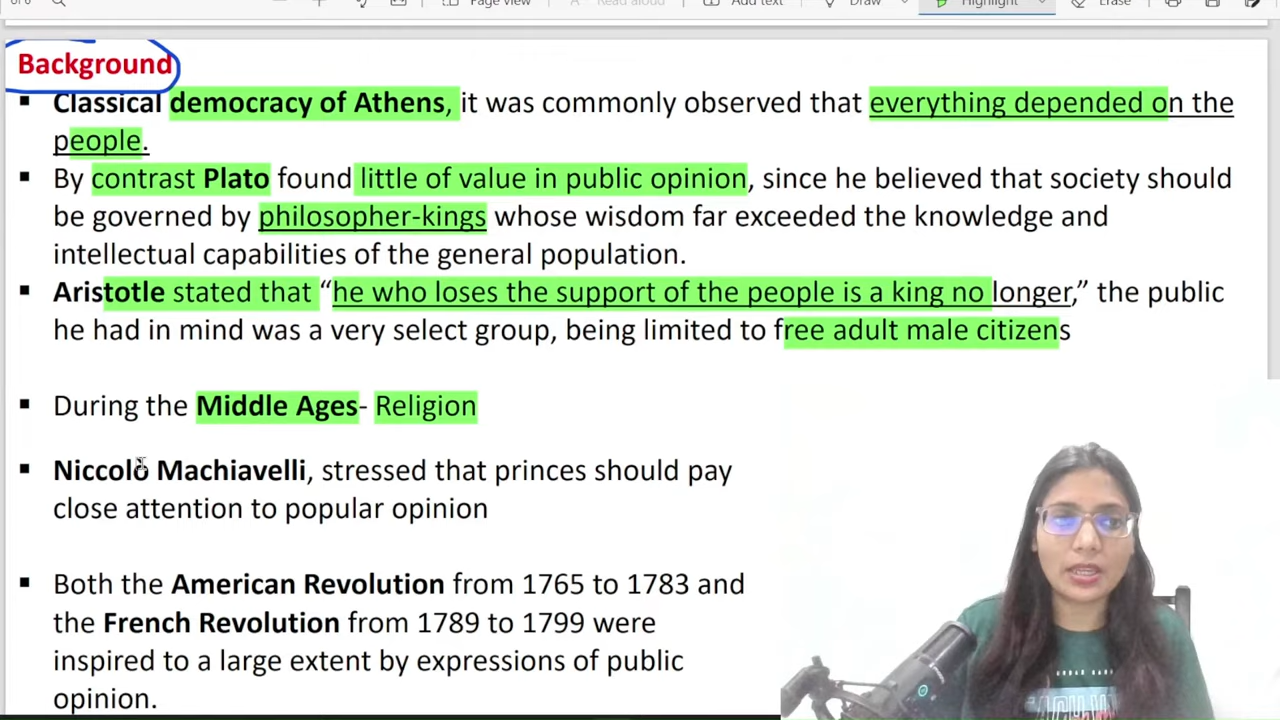 Page view
Read aloud
Add text
Draw
Highlight
Erase
Background
▪ Classical democracy of Athens, it was commonly observed that everything depended on the
people.
▪ By contrast Plato found little of value in public opinion, since he believed that society should
be governed by philosopher-kings whose wisdom far exceeded the knowledge and
intellectual capabilities of the general population.
▪ Aristotle stated that “he who loses the support of the people is a king no longer,” the public
he had in mind was a very select group, being limited to free adult male citizens
▪ During the Middle Ages- Religion
▪ Niccolò Machiavelli, stressed that princes should pay
close attention to popular opinion
▪ Both the American Revolution from 1765 to 1783 and
the French Revolution from 1789 to 1799 were
inspired to a large extent by expressions of public
opinion.